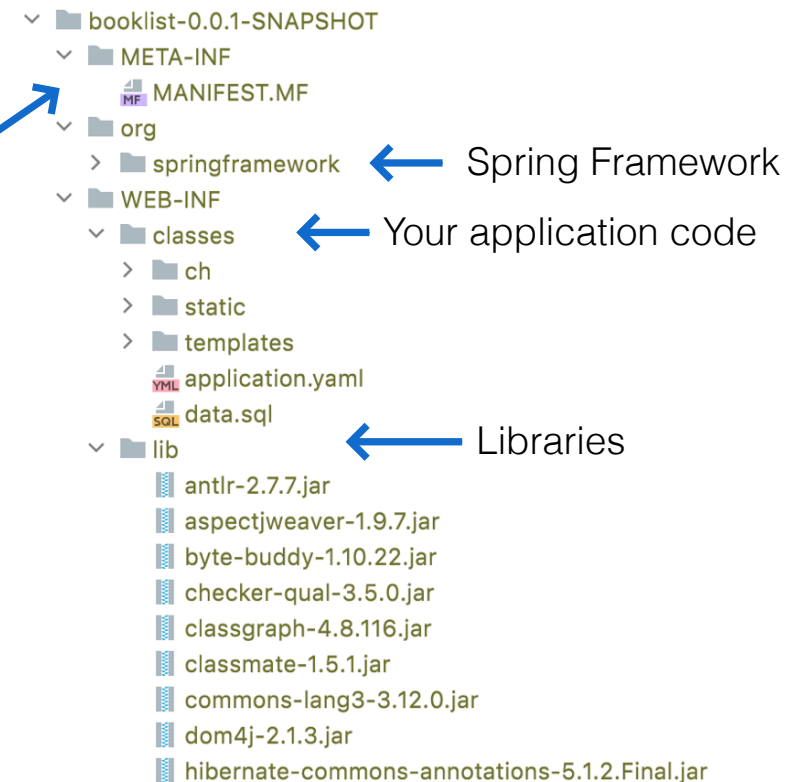 booklist-0.0.1-SNAPSHOT
META-INF
MF MANIFEST.MF
org
springframework Spring Framework
WEB-INF
classes Your application code
ch
static
templates
YML application.yaml
SQL data.sql
lib Libraries
antlr-2.7.7.jar
aspectjweaver-1.9.7.jar
byte-buddy-1.10.22.jar
checker-qual-3.5.0.jar
classgraph-4.8.116.jar
classmate-1.5.1.jar
commons-lang3-3.12.0.jar
dom4j-2.1.3.jar
hibernate-commons-annotations-5.1.2.Final.jar